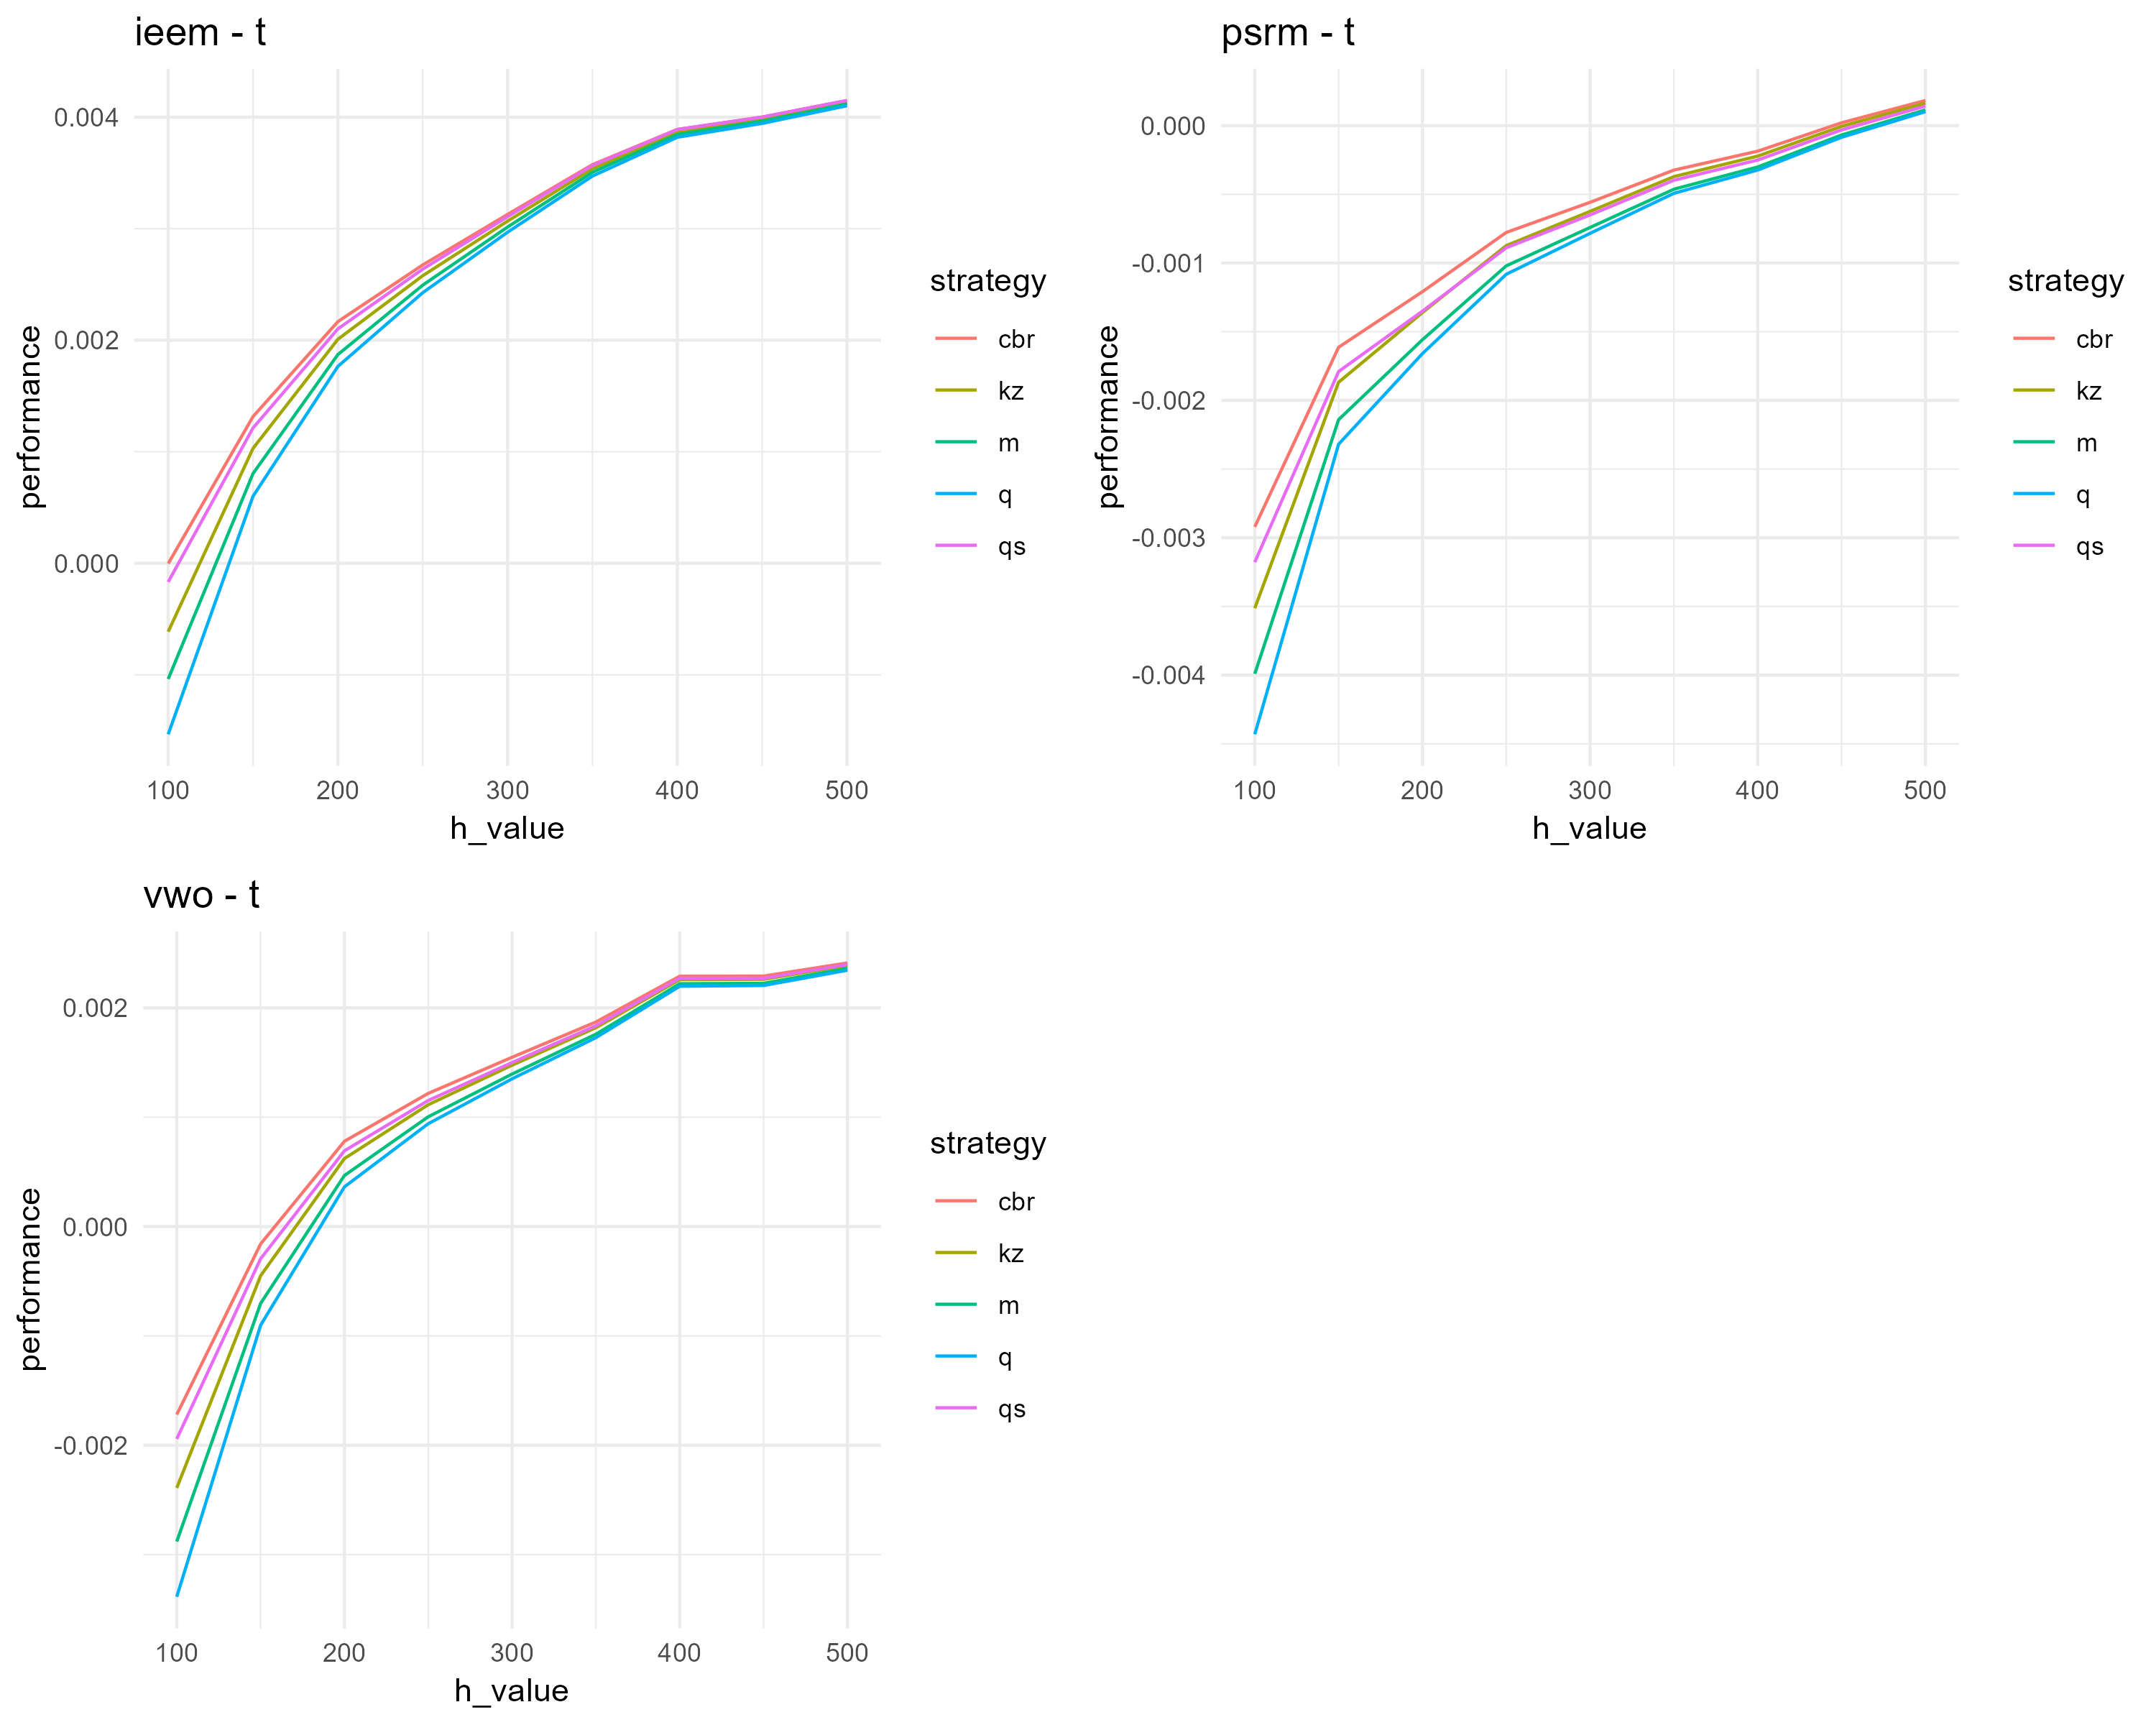 ieem - t
performance
0.004
0.002
0.000
100 200 300 400 500
h_value
strategy
cbr
kz
m
q
qs
psrm - t
performance
0.000
-0.001
-0.002
-0.003
-0.004
100 200 300 400 500
h_value
strategy
cbr
kz
m
q
qs
vwo - t
performance
0.002
0.000
-0.002
100 200 300 400 500
h_value
strategy
cbr
kz
m
q
qs